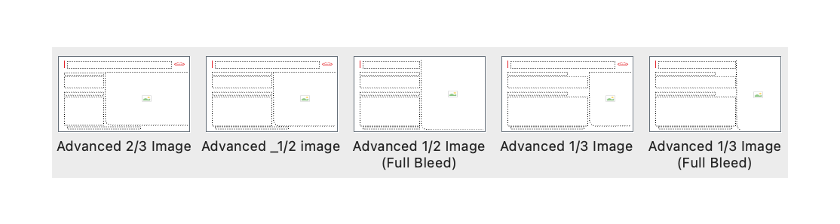 Advanced 2/3 Image
Advanced _1/2 image
Advanced 1/2 Image
(Full Bleed)
Advanced 1/3 Image
Advanced 1/3 Image
(Full Bleed)